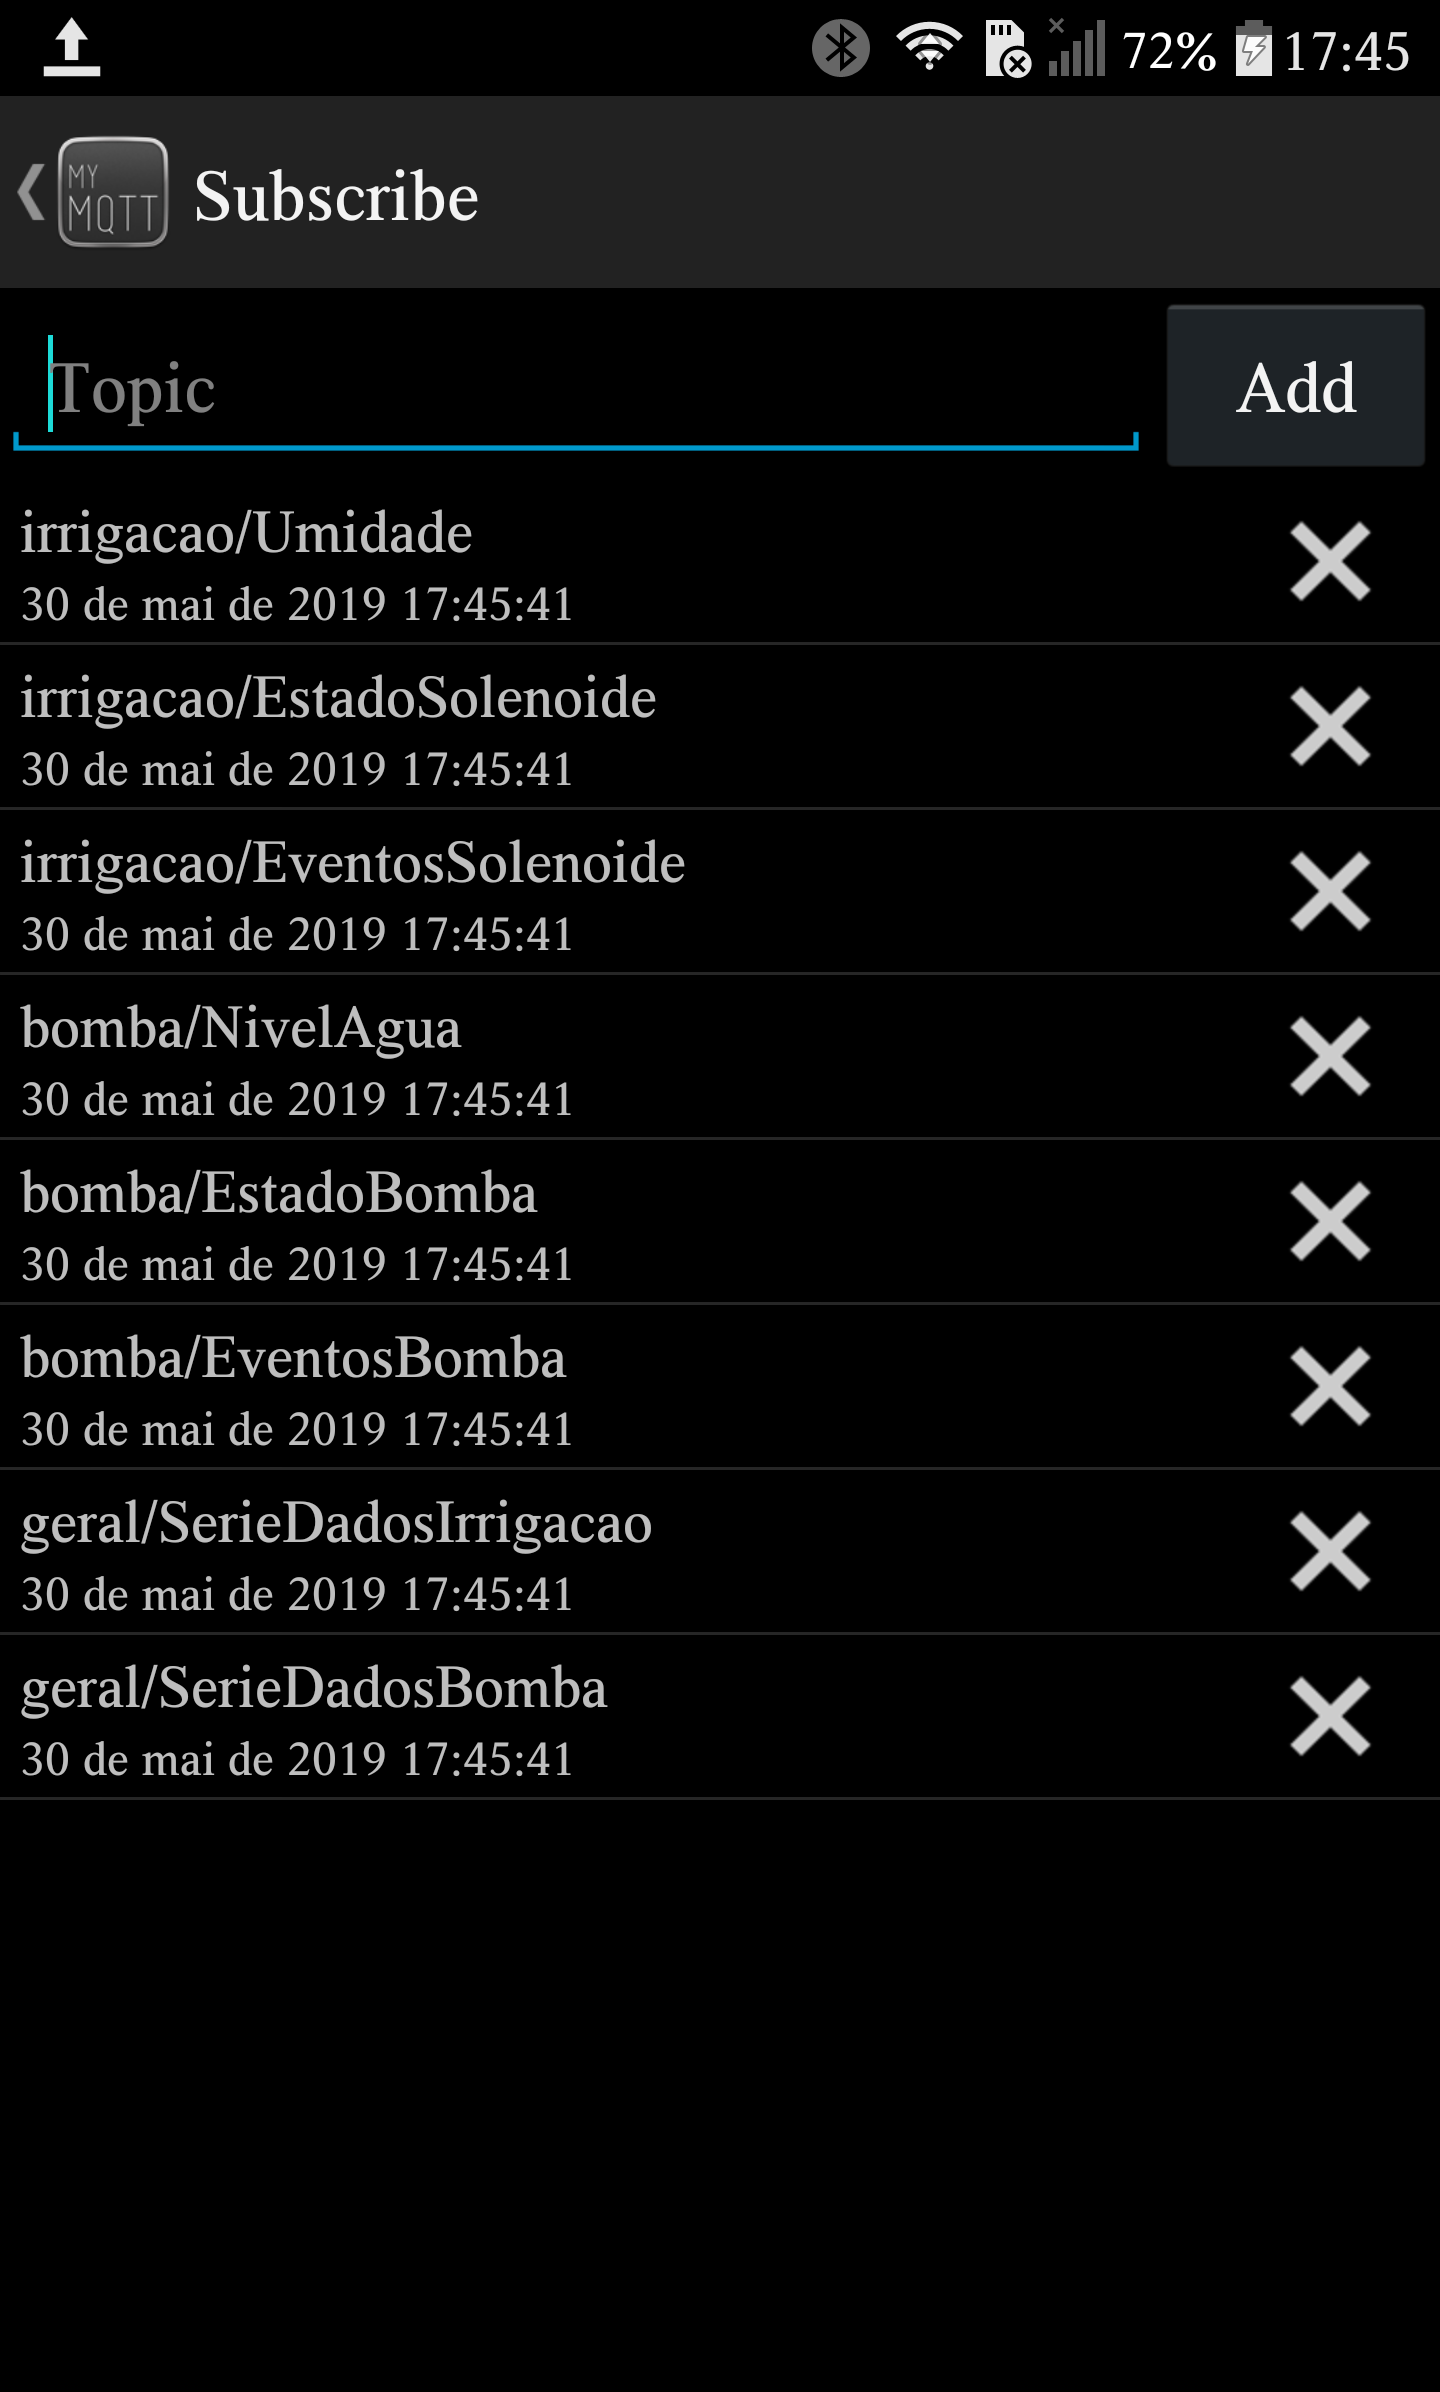 72% 17:45
MY
MQTT
Subscribe
Topic
Add
irrigacao/Umidade
30 de mai de 2019 17:45:41
irrigacao/EstadoSolenoide
30 de mai de 2019 17:45:41
irrigacao/EventosSolenoide
30 de mai de 2019 17:45:41
bomba/NivelAgua
30 de mai de 2019 17:45:41
bomba/EstadoBomba
30 de mai de 2019 17:45:41
bomba/EventosBomba
30 de mai de 2019 17:45:41
geral/SerieDadosIrrigacao
30 de mai de 2019 17:45:41
geral/SerieDadosBomba
30 de mai de 2019 17:45:41